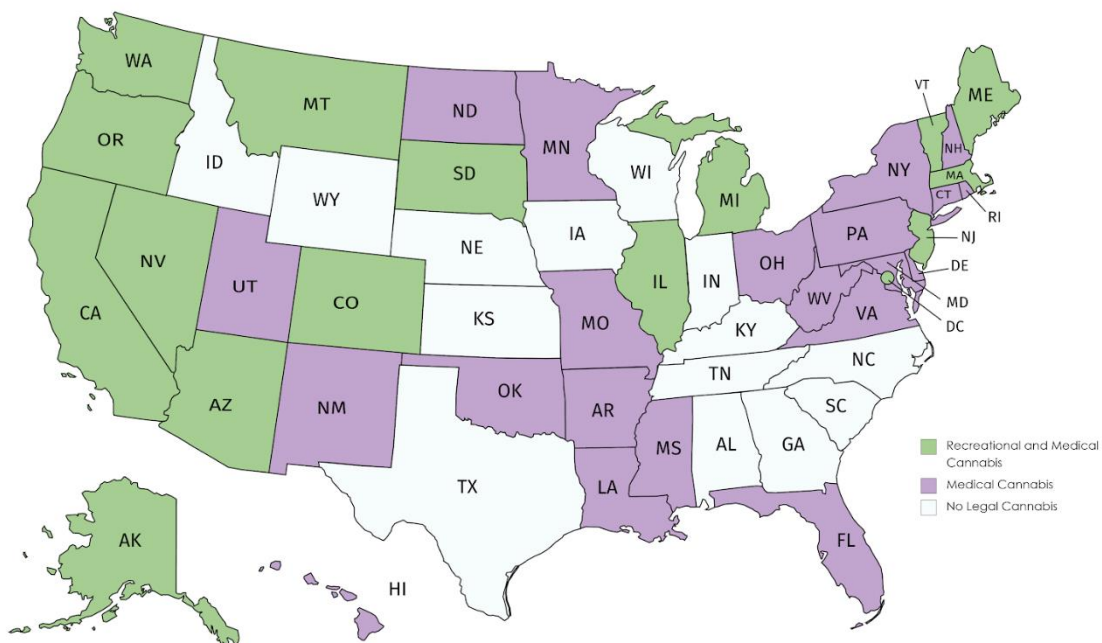 WA
MT
ND
MN
VT
ME
OR
ID
SD
WI
NH
NY
MA
WY
MI
CT
RI
NE
IA
PA
NJ
NV
UT
CO
IL
IN
OH
DE
CA
KS
MO
WV
VA
MD
KY
DC
AZ
NM
OK
TN
NC
AR
SC
TX
LA
MS
AL
GA
Recreational and Medical
Cannabis
Medical Cannabis
No Legal Cannabis
AK
HI
FL